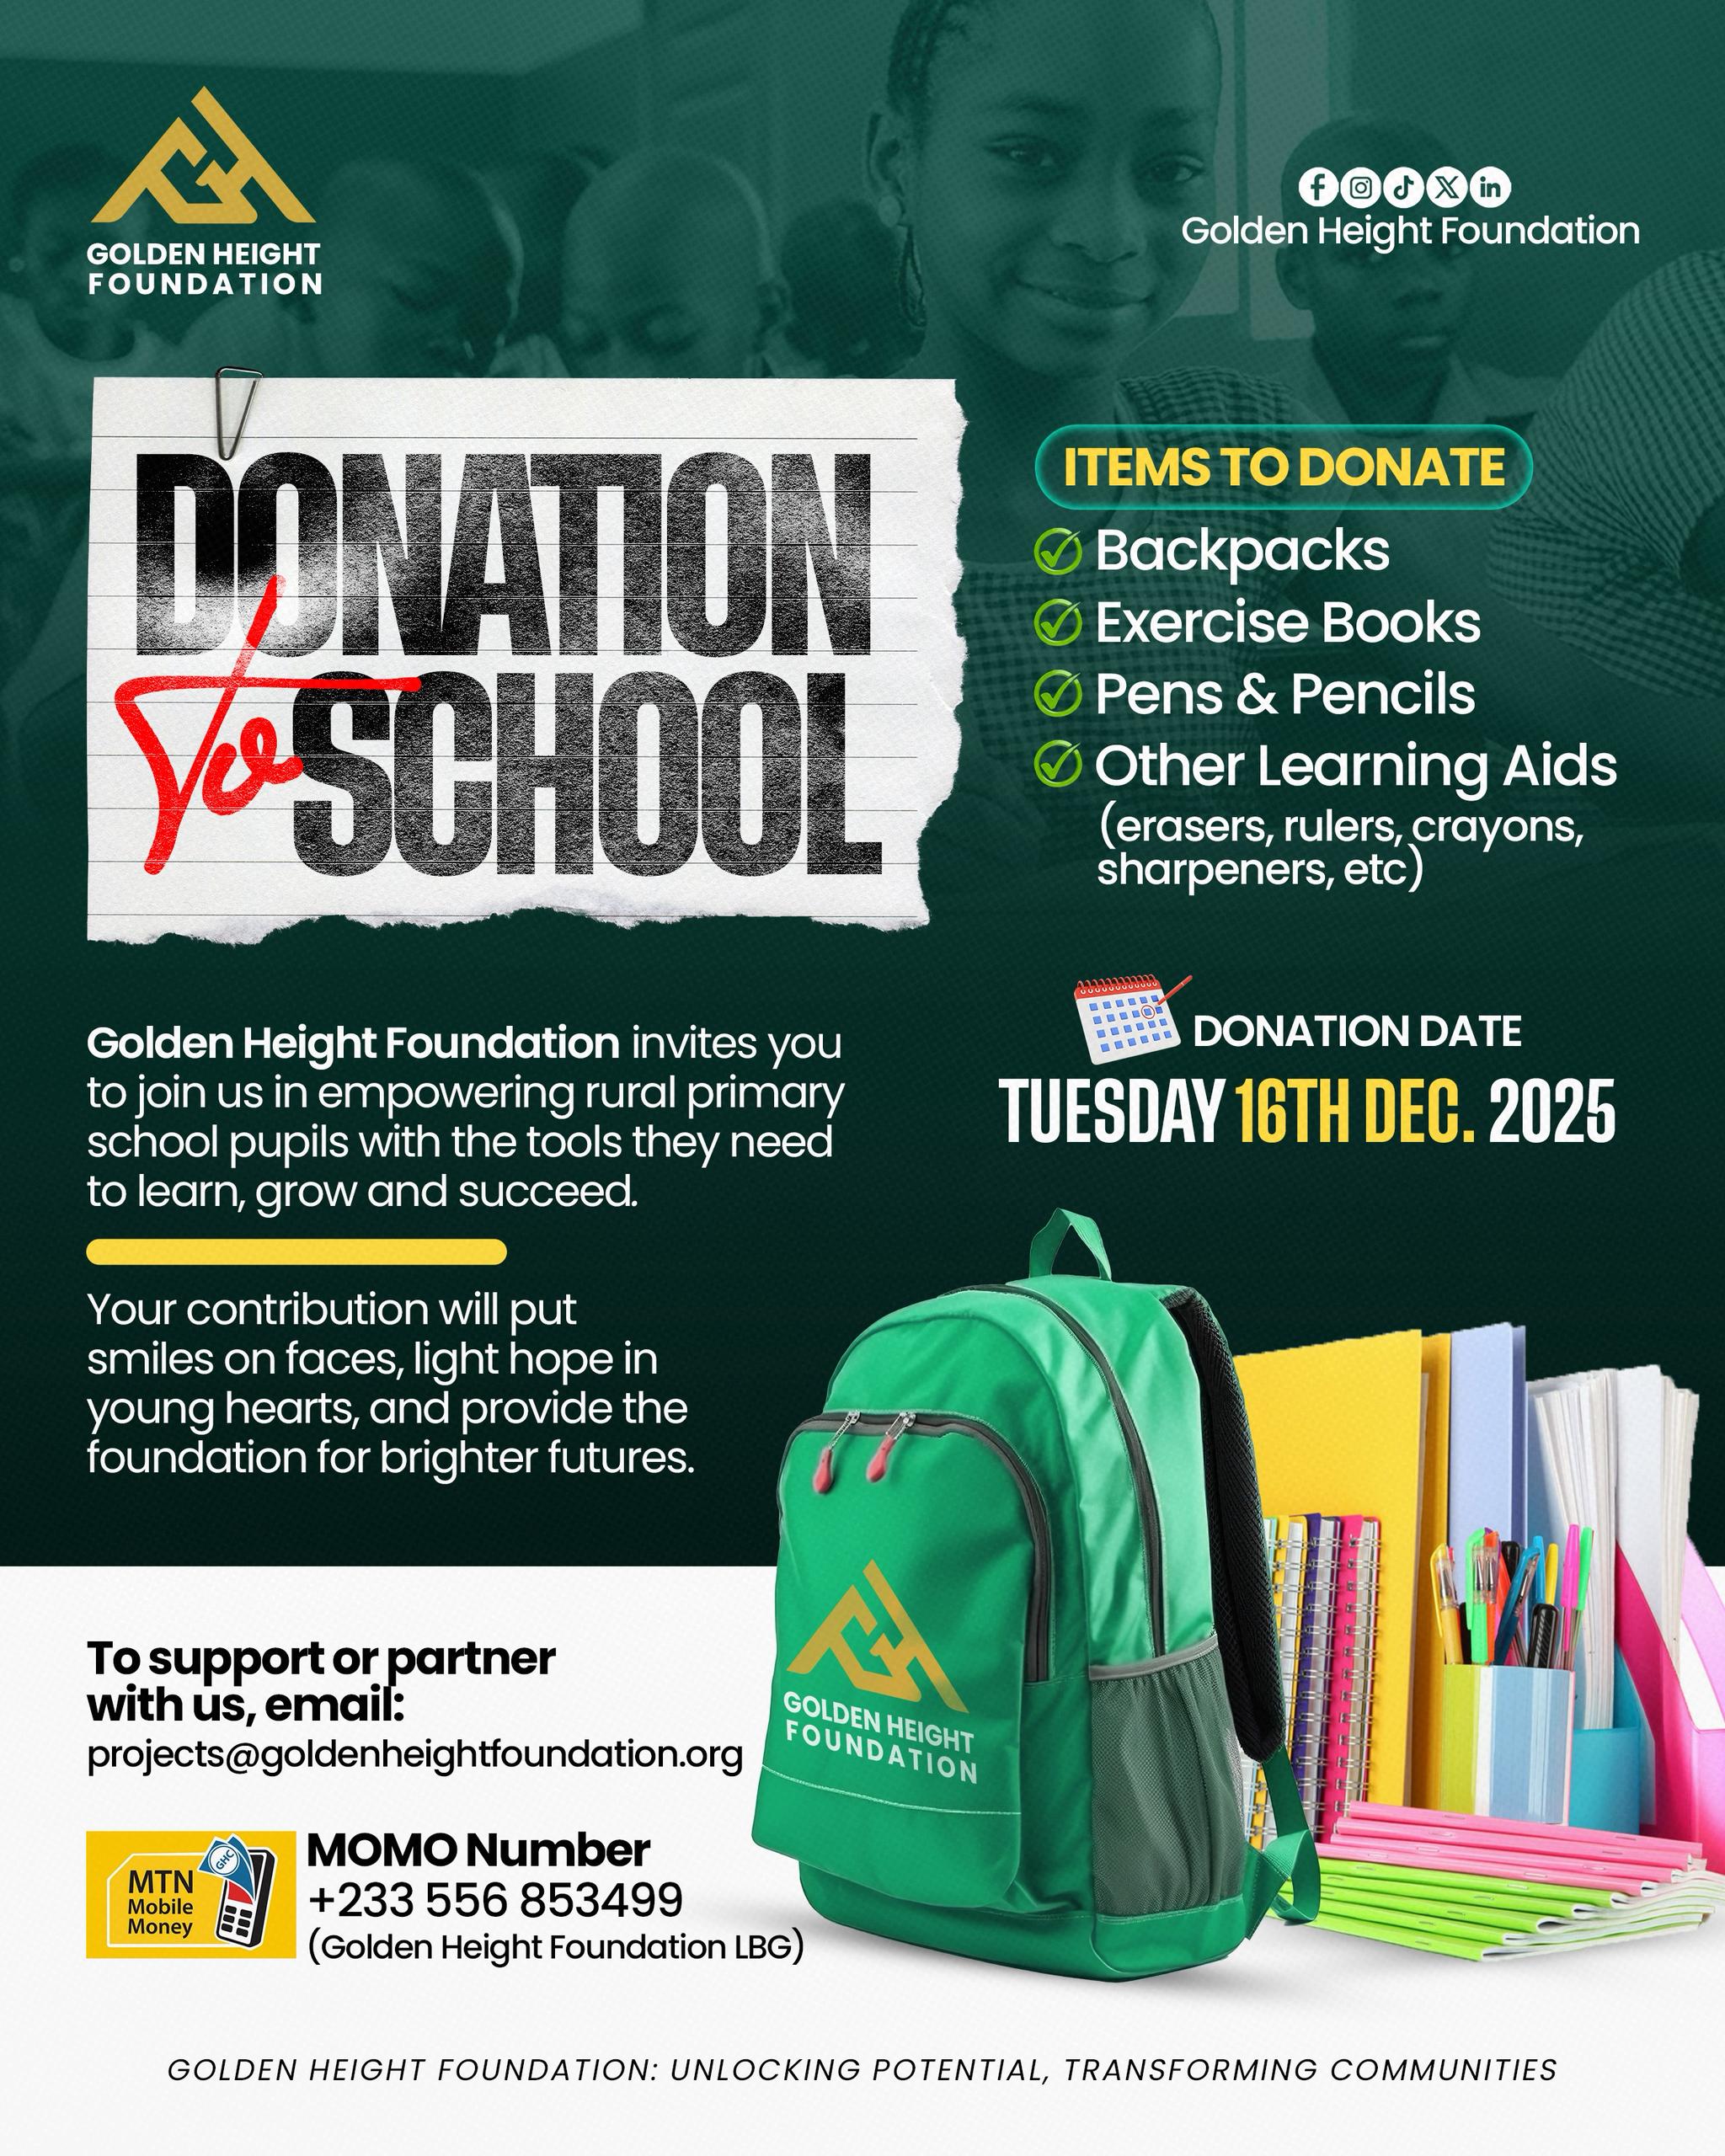 GOLDEN HEIGHT
FOUNDATION
Golden Height Foundation
DONATION
To SCHOOL
ITEMS TO DONATE
Backpacks
Exercise Books
Pens & Pencils
Other Learning Aids
(erasers, rulers, crayons,
sharpeners, etc)
DONATION DATE
TUESDAY 16TH DEC. 2025
Golden Height Foundation invites you
to join us in empowering rural primary
school pupils with the tools they need
to learn, grow and succeed.
Your contribution will put
smiles on faces, light hope in
young hearts, and provide the
foundation for brighter futures.
GOLDEN HEIGHT
FOUNDATION
To support or partner
with us, email:
projects@goldenheightfoundation.org
MTN
Mobile
Money
GHC
MOMO Number
+233 556 853499
(Golden Height Foundation LBG)
GOLDEN HEIGHT FOUNDATION: UNLOCKING POTENTIAL, TRANSFORMING COMMUNITIES